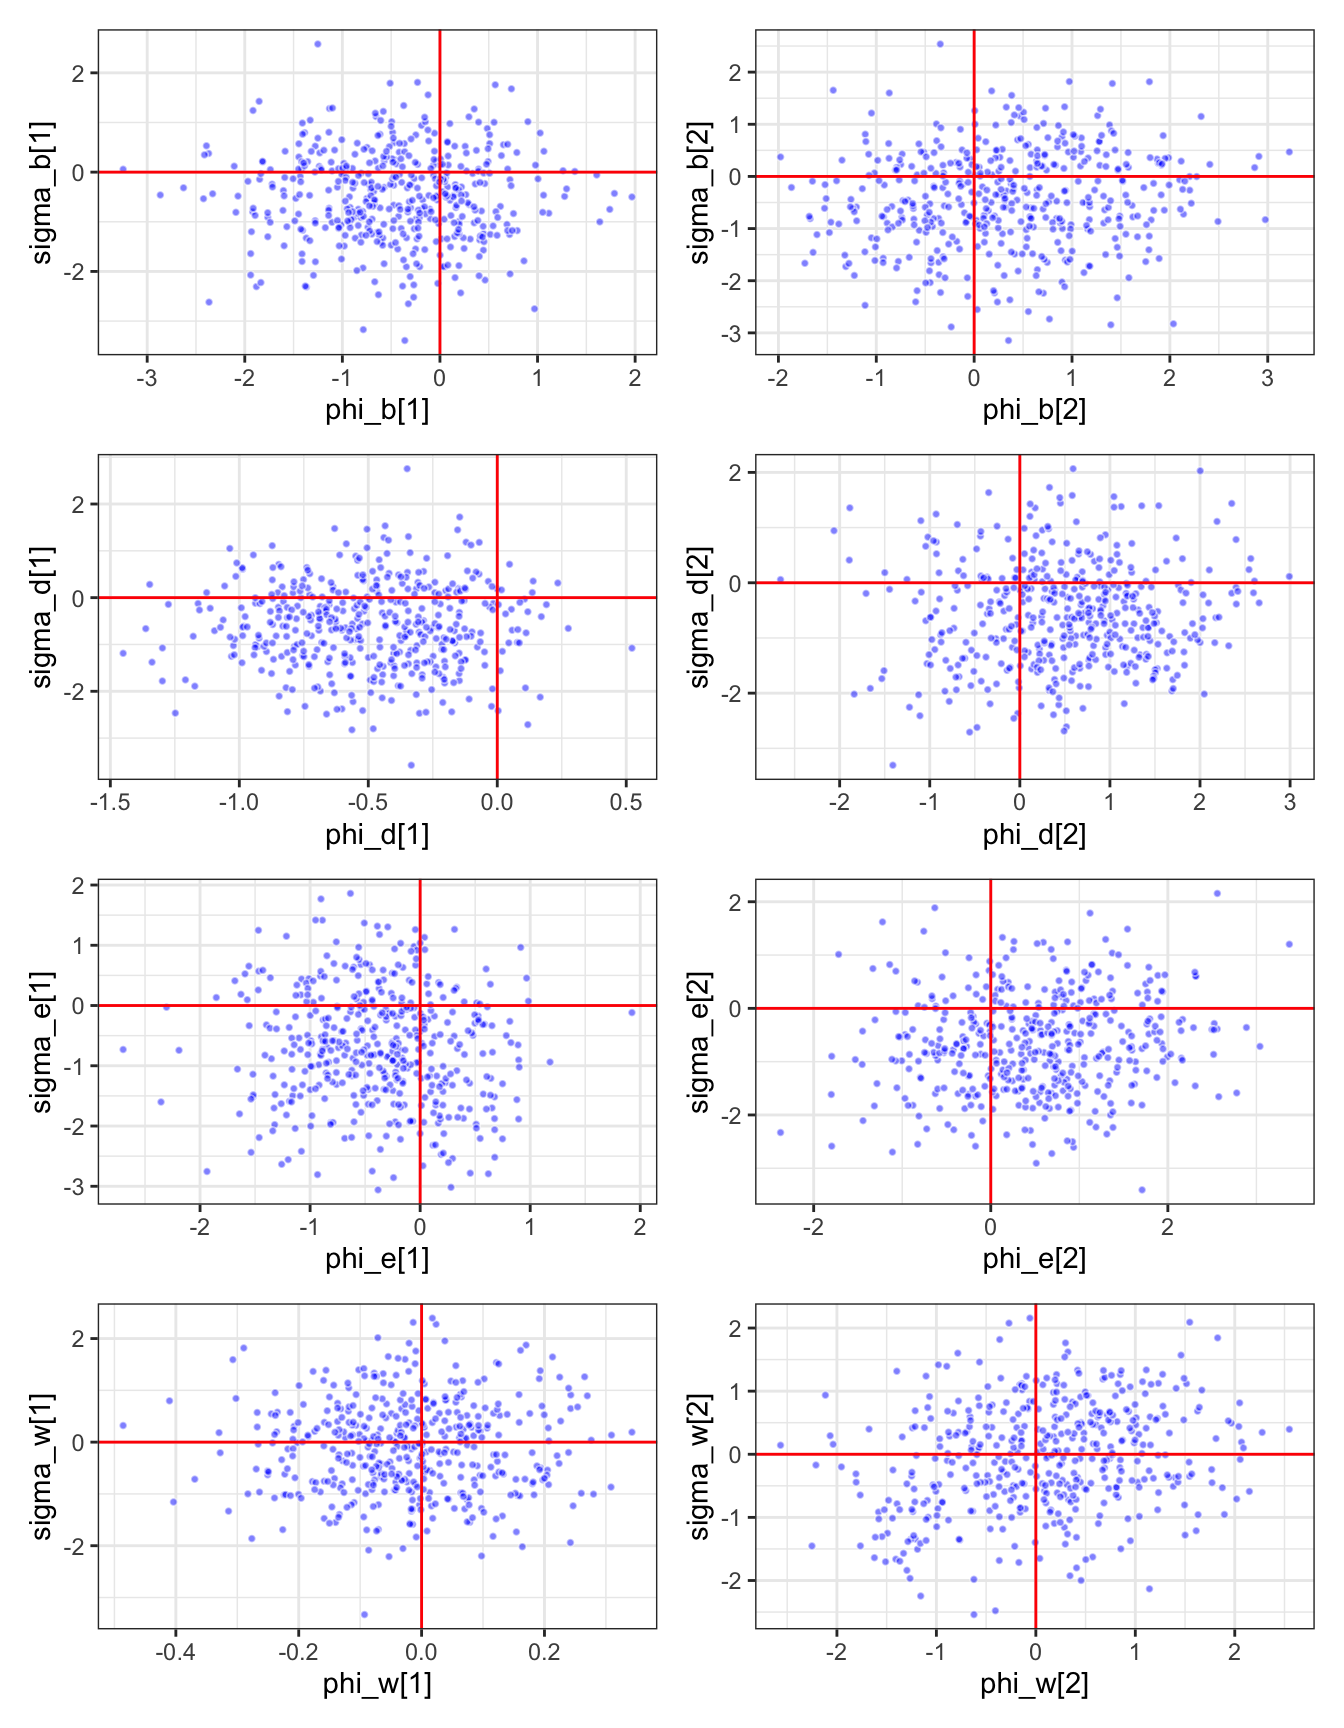 2
0
-2
sigma_b[1]
-3 -2 -1 0 1 2
phi_b[1]
2
1
0
-1
-2
-3
sigma_b[2]
-2 -1 0 1 2 3
phi_b[2]
2
0
-2
sigma_d[1]
-1.5 -1.0 -0.5 0.0 0.5
phi_d[1]
2
0
-2
sigma_d[2]
-2 -1 0 1 2 3
phi_d[2]
2
1
0
-1
-2
-3
sigma_e[1]
-2 -1 0 1 2
phi_e[1]
2
0
-2
sigma_e[2]
-2 0 2
phi_e[2]
2
0
-2
sigma_w[1]
-0.4 -0.2 0.0 0.2
phi_w[1]
2
1
0
-1
-2
sigma_w[2]
-2 -1 0 1 2
phi_w[2]